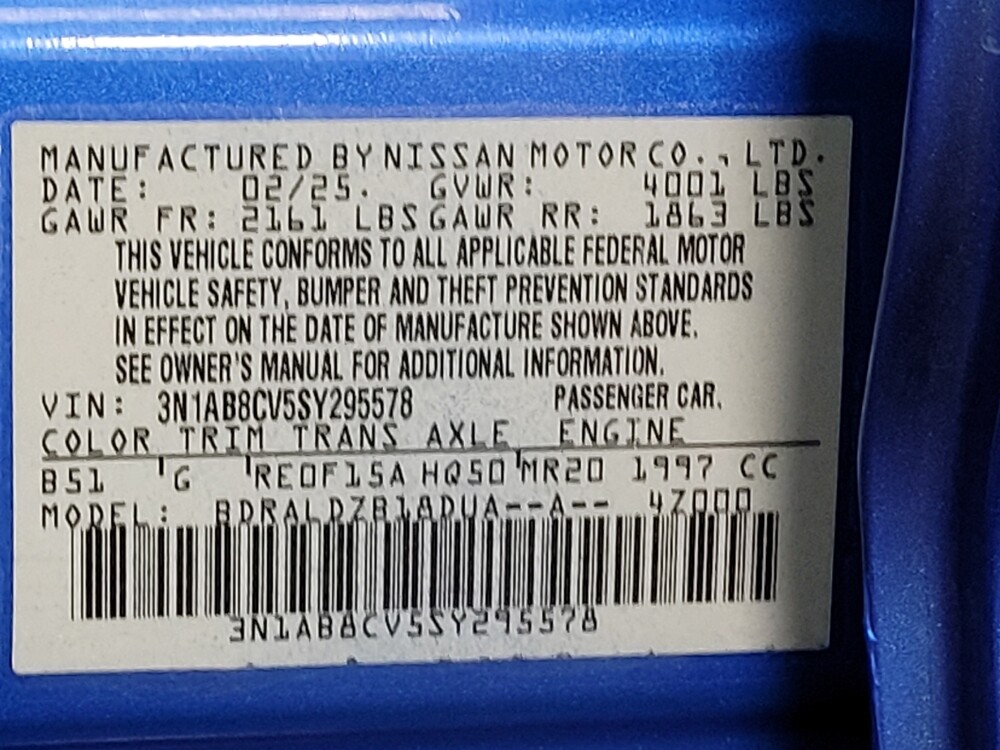 MANUFACTURED BY NISSAN MOTOR CO., LTD.
DATE: 02/25. GVWR: 4001 LBS
GAWR FR: 2161 LBS GAWR RR: 1863 LBS
THIS VEHICLE CONFORMS TO ALL APPLICABLE FEDERAL MOTOR
VEHICLE SAFETY, BUMPER AND THEFT PREVENTION STANDARDS
IN EFFECT ON THE DATE OF MANUFACTURE SHOWN ABOVE.
SEE OWNER'S MANUAL FOR ADDITIONAL INFORMATION.
VIN: 3N1AB8CV5SY295578 PASSENGER CAR.
COLOR TRIM TRANS AXLE ENGINE
B51 G RE0F15A HQ50 MR20 1997 CC
MODEL: BDRALDZB18DUA--A-- 4Z000
3N1AB8CV5SY295578